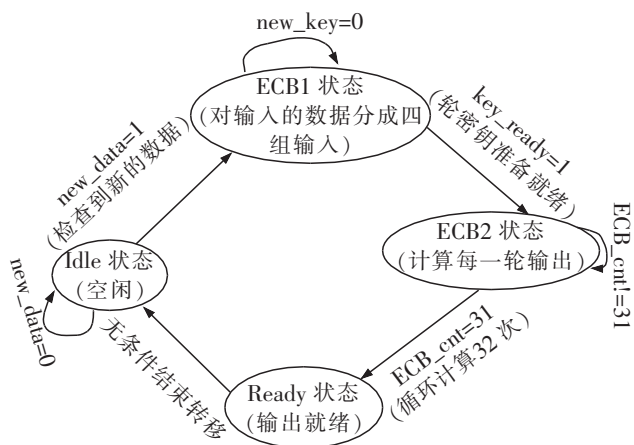 new_key=0
ECB1 状态
(对输入的数据分成四
组输入)
new_data=1
(检查到新的数据)
key_ready=1
(轮密钥准备就绪)
ECB2 状态
(计算每一轮输出)
ECB_cnt!=31
Idle 状态
(空闲)
new_data=0
无条件结束转移
ECB_cnt=31
(循环计算32 次)
Ready 状态
(输出就绪)